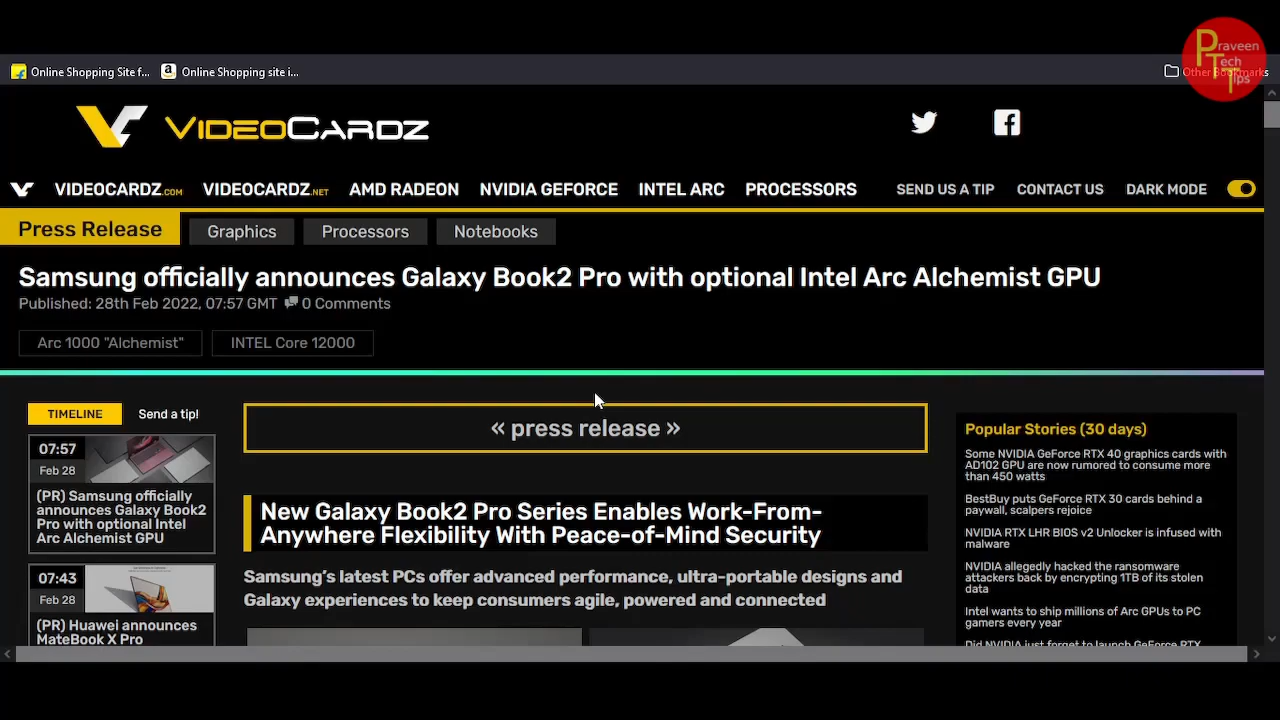 Praveen
Tech
Tips
Online Shopping Site f...
Online Shopping site i...
Other Bookmarks
VIDEOCARDZ
VIDEOCARDZ.COM
VIDEOCARDZ.NET
AMD RADEON
NVIDIA GEFORCE
INTEL ARC
PROCESSORS
SEND US A TIP
CONTACT US
DARK MODE
Press Release
Graphics
Processors
Notebooks
Samsung officially announces Galaxy Book2 Pro with optional Intel Arc Alchemist GPU
Published: 28th Feb 2022, 07:57 GMT 0 Comments
Arc 1000 "Alchemist"
INTEL Core 12000
TIMELINE
Send a tip!
07:57
Feb 28
(PR) Samsung officially
announces Galaxy Book2
Pro with optional Intel
Arc Alchemist GPU
07:43
Feb 28
(PR) Huawei announces
MateBook X Pro
« press release »
New Galaxy Book2 Pro Series Enables Work-From-
Anywhere Flexibility With Peace-of-Mind Security
Samsung's latest PCs offer advanced performance, ultra-portable designs and
Galaxy experiences to keep consumers agile, powered and connected
Popular Stories (30 days)
Some NVIDIA GeForce RTX 40 graphics cards with
AD102 GPU are now rumored to consume more
than 450 watts
BestBuy puts GeForce RTX 30 cards behind a
paywall, scalpers rejoice
NVIDIA RTX LHR BIOS v2 Unlocker is infused with
malware
NVIDIA allegedly hacked the ransomware
attackers back by encrypting 1TB of its stolen
data
Intel wants to ship millions of Arc GPUs to PC
gamers every year
Did NVIDIA just forget to launch GeForce RTX